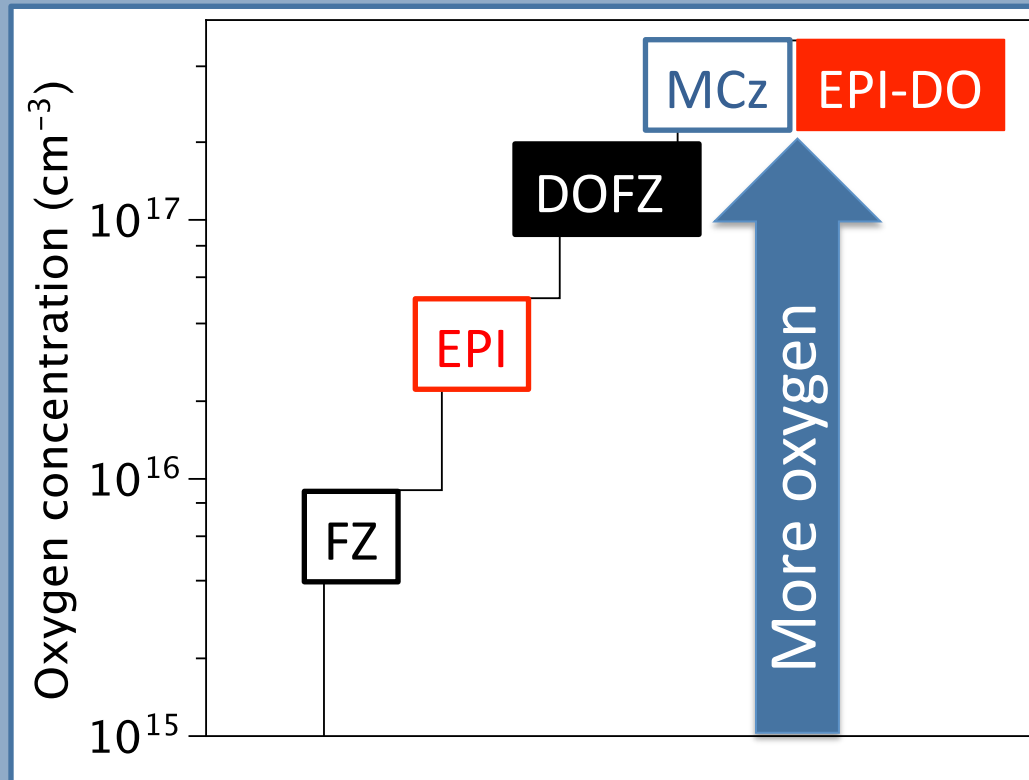 Oxygen concentration (cm⁻³)
10¹⁷
10¹⁶
10¹⁵
MCz
EPI-DO
DOFZ
EPI
FZ
More oxygen